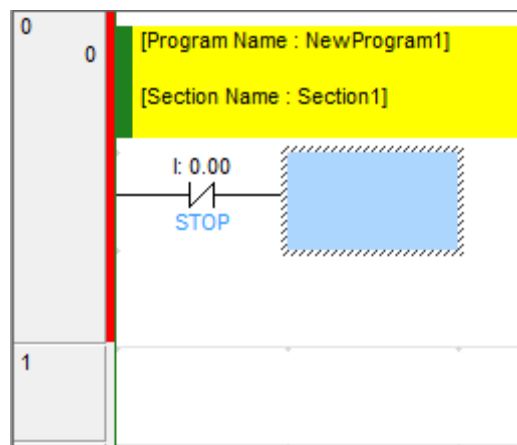 0
0
[Program Name : NewProgram1]
[Section Name : Section1]
I: 0.00
STOP
1